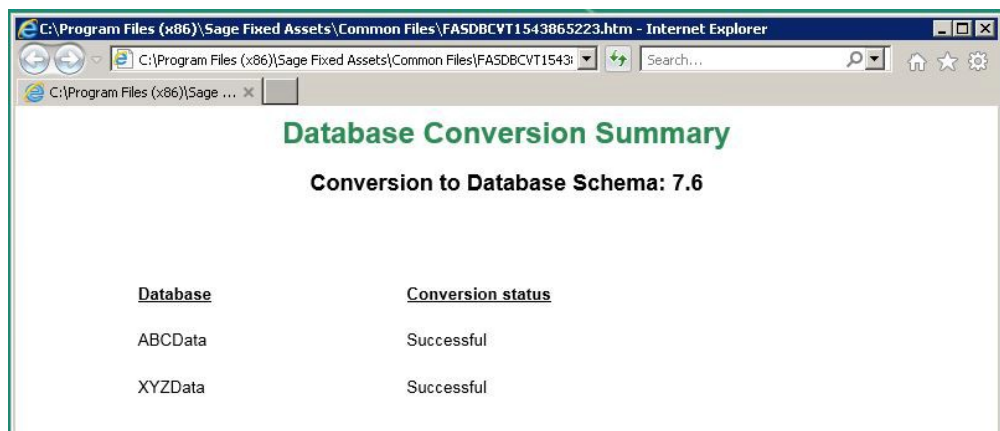 C:\Program Files (x86)\Sage Fixed Assets\Common Files\FASDBCVT1543865223.htm - Internet Explorer
C:\Program Files (x86)\Sage Fixed Assets\Common Files\FASDBCVT1543 Search...
C:\Program Files (x86)\Sage ...
Database Conversion Summary
Conversion to Database Schema: 7.6
Database Conversion status
ABCData Successful
XYZData Successful